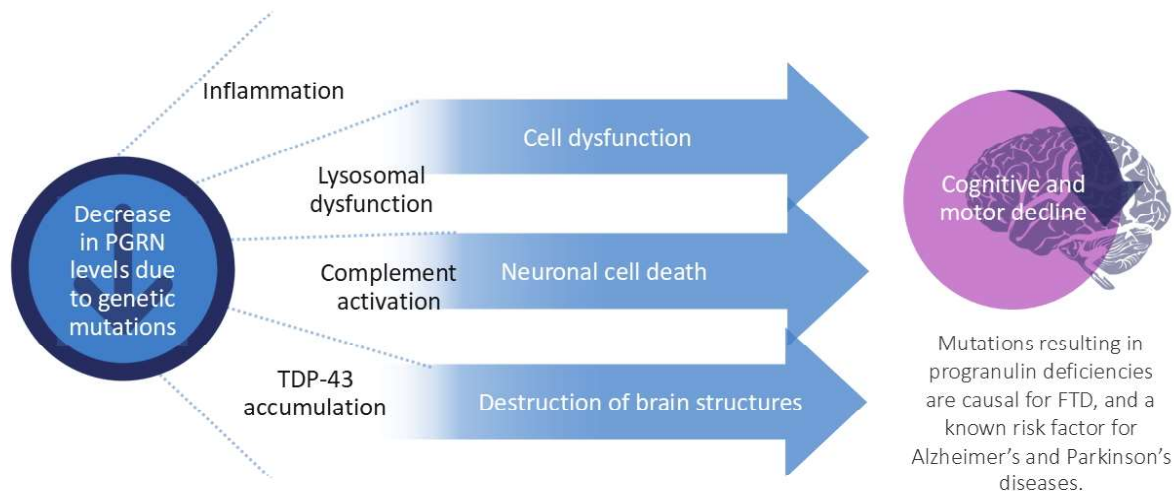 Decrease
in PGRN
levels due
to genetic
mutations
Inflammation
Lysosomal
dysfunction
Complement
activation
TDP-43
accumulation
Cell dysfunction
Neuronal cell death
Destruction of brain structures
Cognitive and
motor decline
Mutations resulting in
progranulin deficiencies
are causal for FTD, and a
known risk factor for
Alzheimer’s and Parkinson’s
diseases.